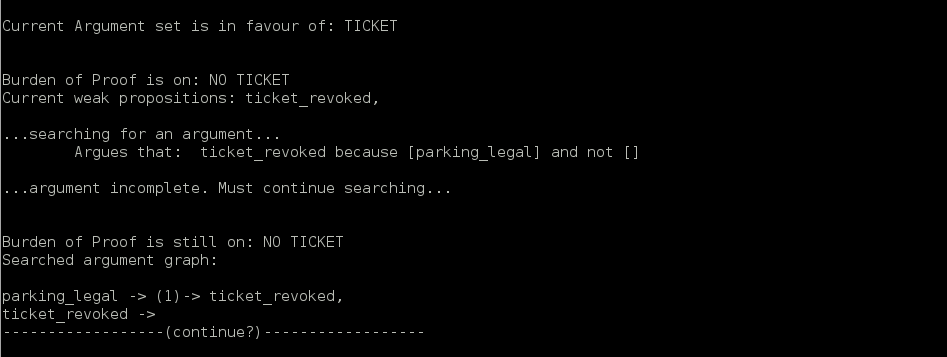 Current Argument set is in favour of: TICKET
Burden of Proof is on: NO TICKET
Current weak propositions: ticket_revoked,
...searching for an argument...
Argues that:  ticket_revoked because [parking_legal] and not []
...argument incomplete. Must continue searching...
Burden of Proof is still on: NO TICKET
Searched argument graph:
parking_legal -> (1)-> ticket_revoked,
ticket_revoked ->
------------------(continue?)------------------